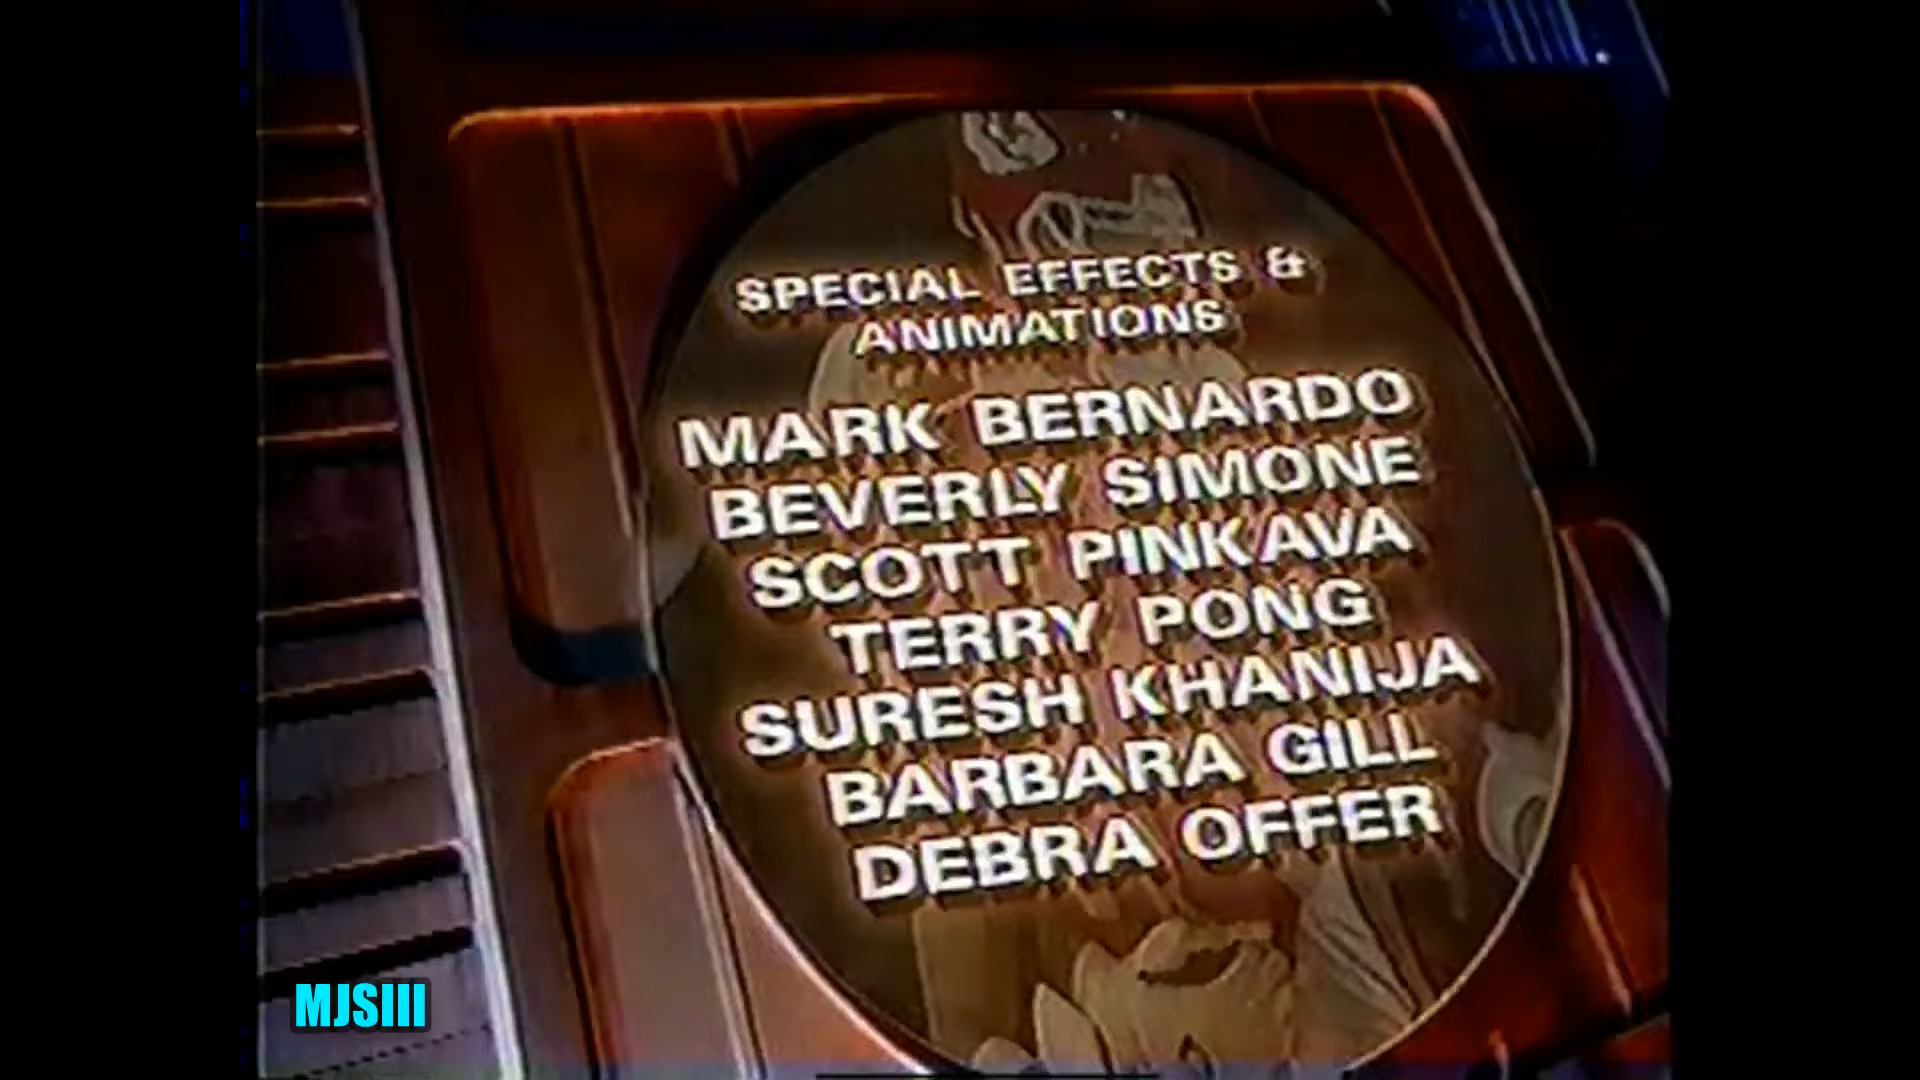 SPECIAL EFFECTS &
ANIMATIONS
MARK BERNARDO
BEVERLY SIMONE
SCOTT PINKAVA
TERRY PONG
SURESH KHANIJA
BARBARA GILL
DEBRA OFFER
MJSIII